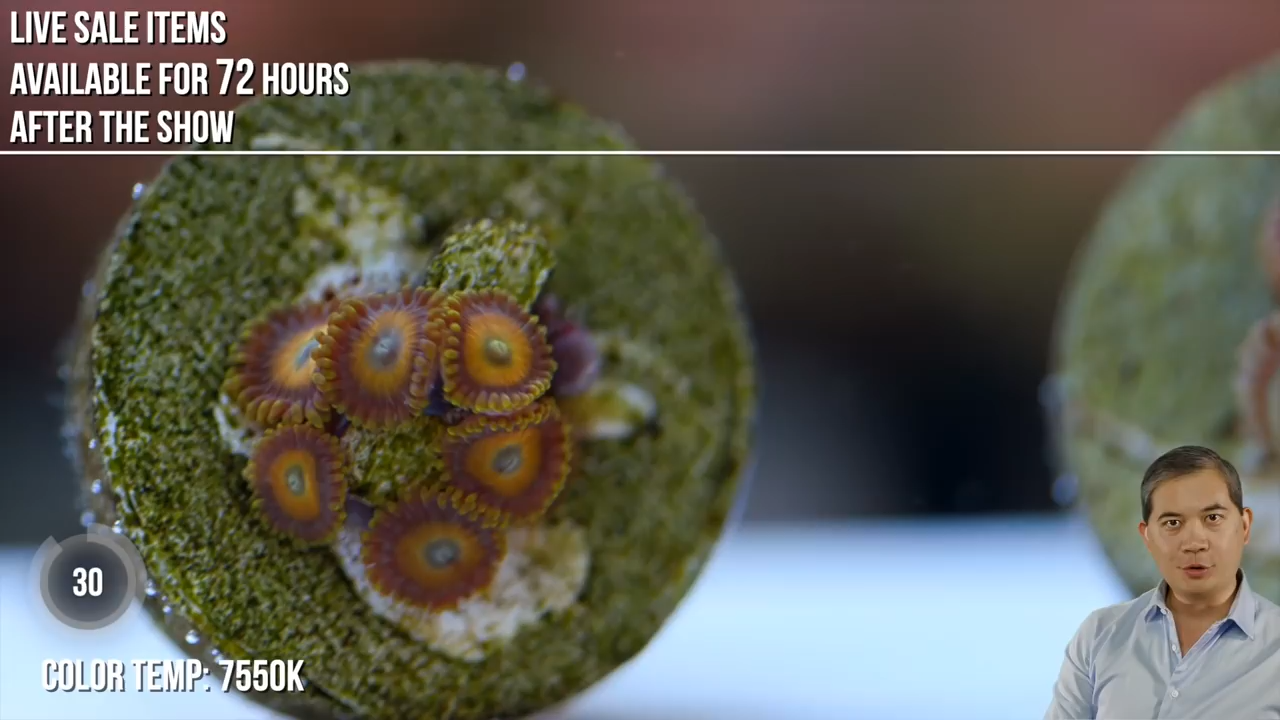 LIVE SALE ITEMS
AVAILABLE FOR 72 HOURS
AFTER THE SHOW
30
COLOR TEMP: 7550K